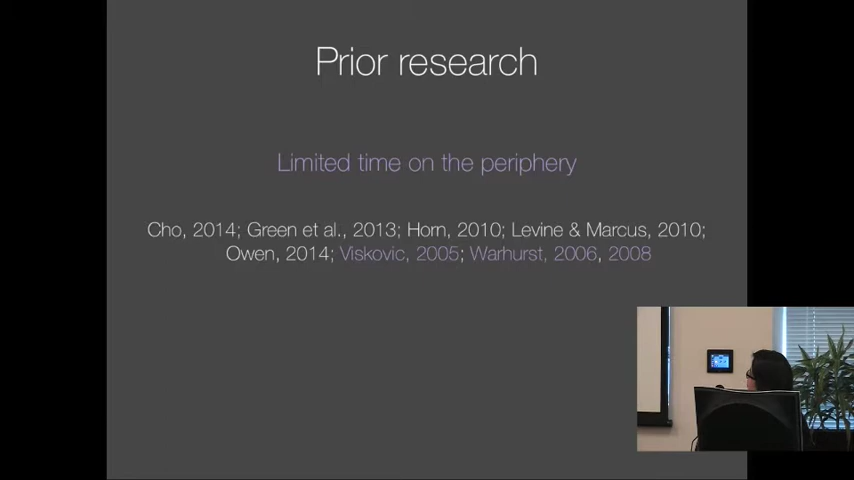 Prior research
Limited time on the periphery
Cho, 2014; Green et al., 2013; Horn, 2010; Levine & Marcus, 2010;
Owen, 2014; Viskovic, 2005; Warhurst, 2006, 2008